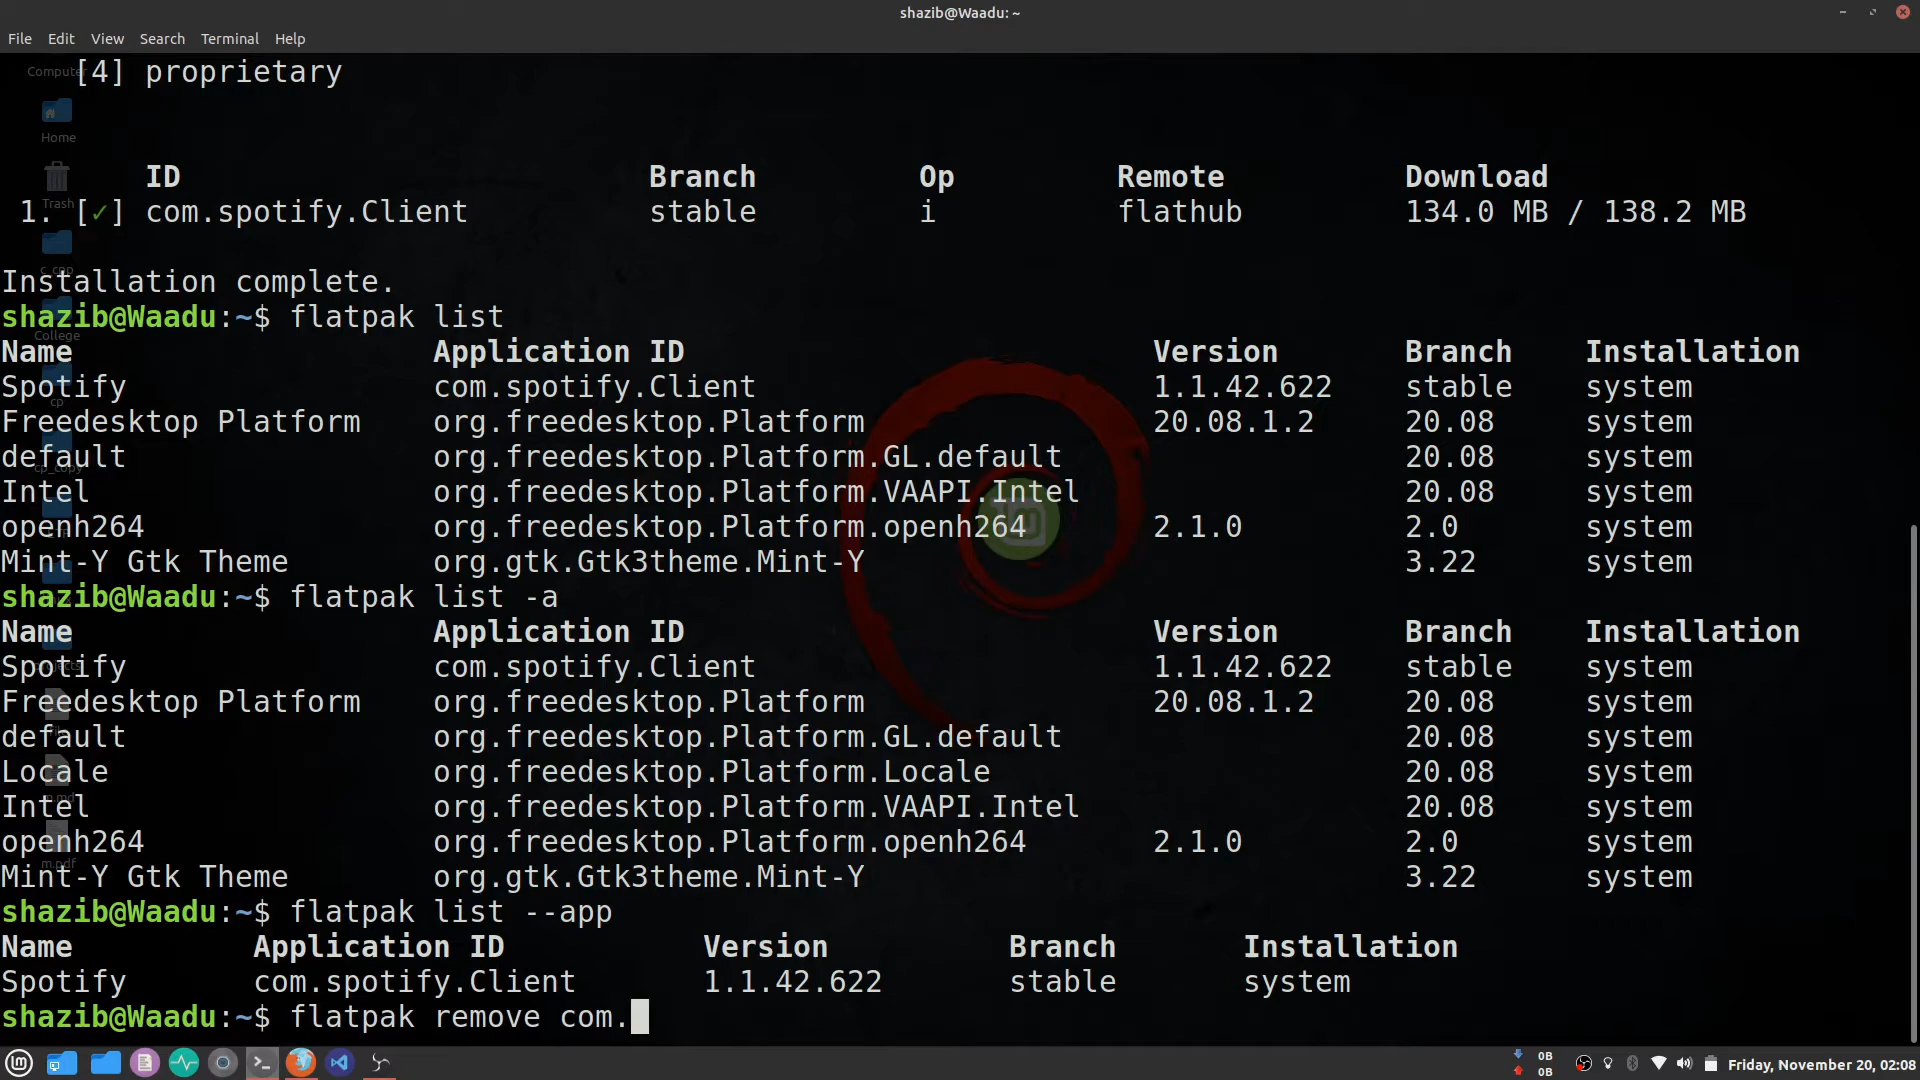 shazib@Waadu: ~
File Edit View Search Terminal Help
Computer
[4] proprietary
Home
ID Branch Op Remote Download
Trash
1. [✓] com.spotify.Client stable i flathub 134.0 MB / 138.2 MB
c_cpp
Installation complete.
shazib@Waadu:~$ flatpak list
College
Name Application ID Version Branch Installation
Spotify com.spotify.Client 1.1.42.622 stable system
cp
Freedesktop Platform org.freedesktop.Platform 20.08.1.2 20.08 system
default org.freedesktop.Platform.GL.default 20.08 system
cp_copy
Intel org.freedesktop.Platform.VAAPI.Intel 20.08 system
openh264 org.freedesktop.Platform.openh264 2.1.0 2.0 system
Mint-Y Gtk Theme org.gtk.Gtk3theme.Mint-Y 3.22 system
shazib@Waadu:~$ flatpak list -a
Name Application ID Version Branch Installation
Spotify com.spotify.Client 1.1.42.622 stable system
Freedesktop Platform org.freedesktop.Platform 20.08.1.2 20.08 system
default org.freedesktop.Platform.GL.default 20.08 system
Locale org.freedesktop.Platform.Locale 20.08 system
Intel org.freedesktop.Platform.VAAPI.Intel 20.08 system
openh264 org.freedesktop.Platform.openh264 2.1.0 2.0 system
m.pdf
Mint-Y Gtk Theme org.gtk.Gtk3theme.Mint-Y 3.22 system
shazib@Waadu:~$ flatpak list --app
Name Application ID Version Branch Installation
Spotify com.spotify.Client 1.1.42.622 stable system
shazib@Waadu:~$ flatpak remove com.
0B
0B
Friday, November 20, 02:08